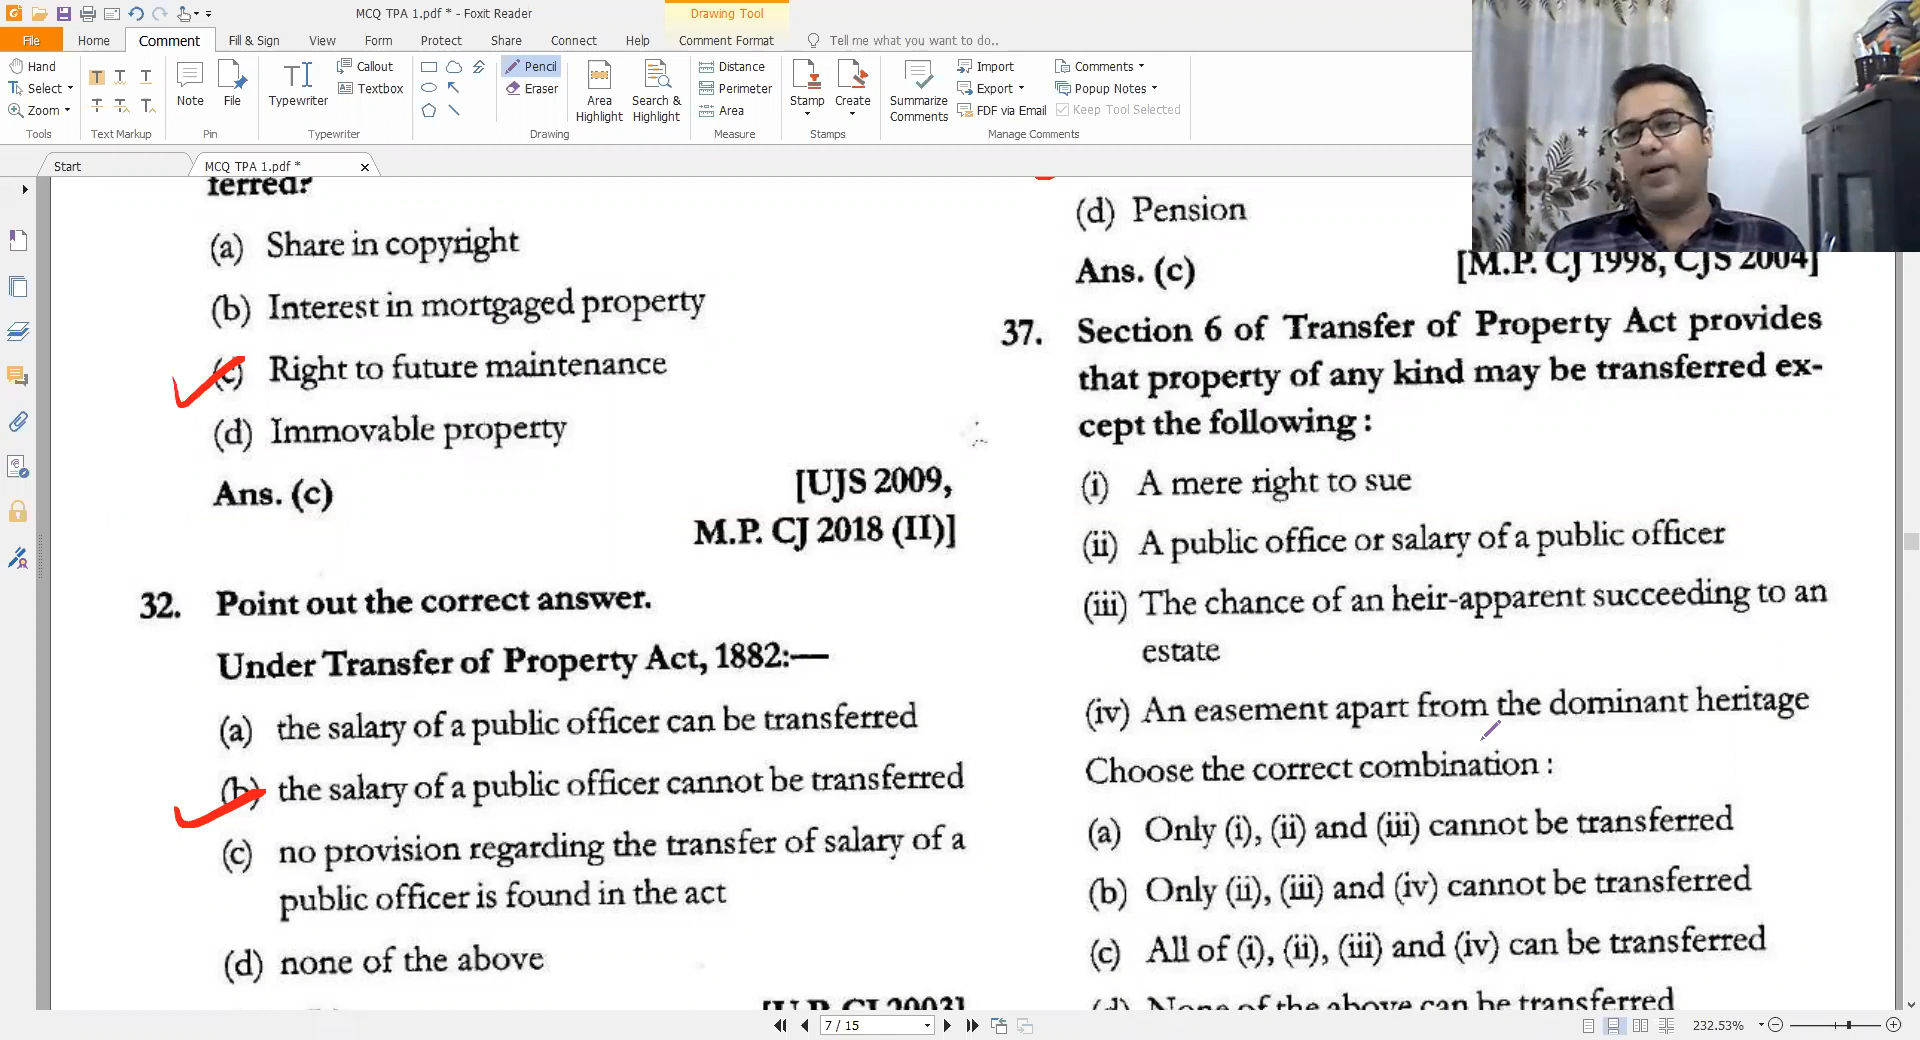 MCQ TPA 1.pdf * - Foxit Reader
Drawing Tool
File
Home
Comment
Fill & Sign
View
Form
Protect
Share
Connect
Help
Comment Format
Tell me what you want to do..
Hand
Select
Zoom
Tools
Text Markup
Note
File
Pin
Typewriter
Callout
Textbox
Typewriter
Pencil
Eraser
Drawing
Area
Highlight
Search &
Highlight
Distance
Perimeter
Area
Measure
Stamp
Create
Stamps
Summarize
Comments
Import
Export
FDF via Email
Comments
Popup Notes
Keep Tool Selected
Manage Comments
Start
MCQ TPA 1.pdf *
ferred?
(a) Share in copyright
(b) Interest in mortgaged property
(c) Right to future maintenance
(d) Immovable property
Ans. (c)
[UJS 2009,
M.P. CJ 2018 (II)]
32. Point out the correct answer.
Under Transfer of Property Act, 1882:—
(a) the salary of a public officer can be transferred
(b) the salary of a public officer cannot be transferred
(c) no provision regarding the transfer of salary of a
public officer is found in the act
(d) none of the above
[U.P. CJ 2003]
(d) Pension
Ans. (c)
[M.P. CJ 1998, CJS 2004]
37. Section 6 of Transfer of Property Act provides
that property of any kind may be transferred ex-
cept the following :
(i) A mere right to sue
(ii) A public office or salary of a public officer
(iii) The chance of an heir-apparent succeeding to an
estate
(iv) An easement apart from the dominant heritage
Choose the correct combination :
(a) Only (i), (ii) and (iii) cannot be transferred
(b) Only (ii), (iii) and (iv) cannot be transferred
(c) All of (i), (ii), (iii) and (iv) can be transferred
(d) None of the above can be transferred
7 / 15
232.53%